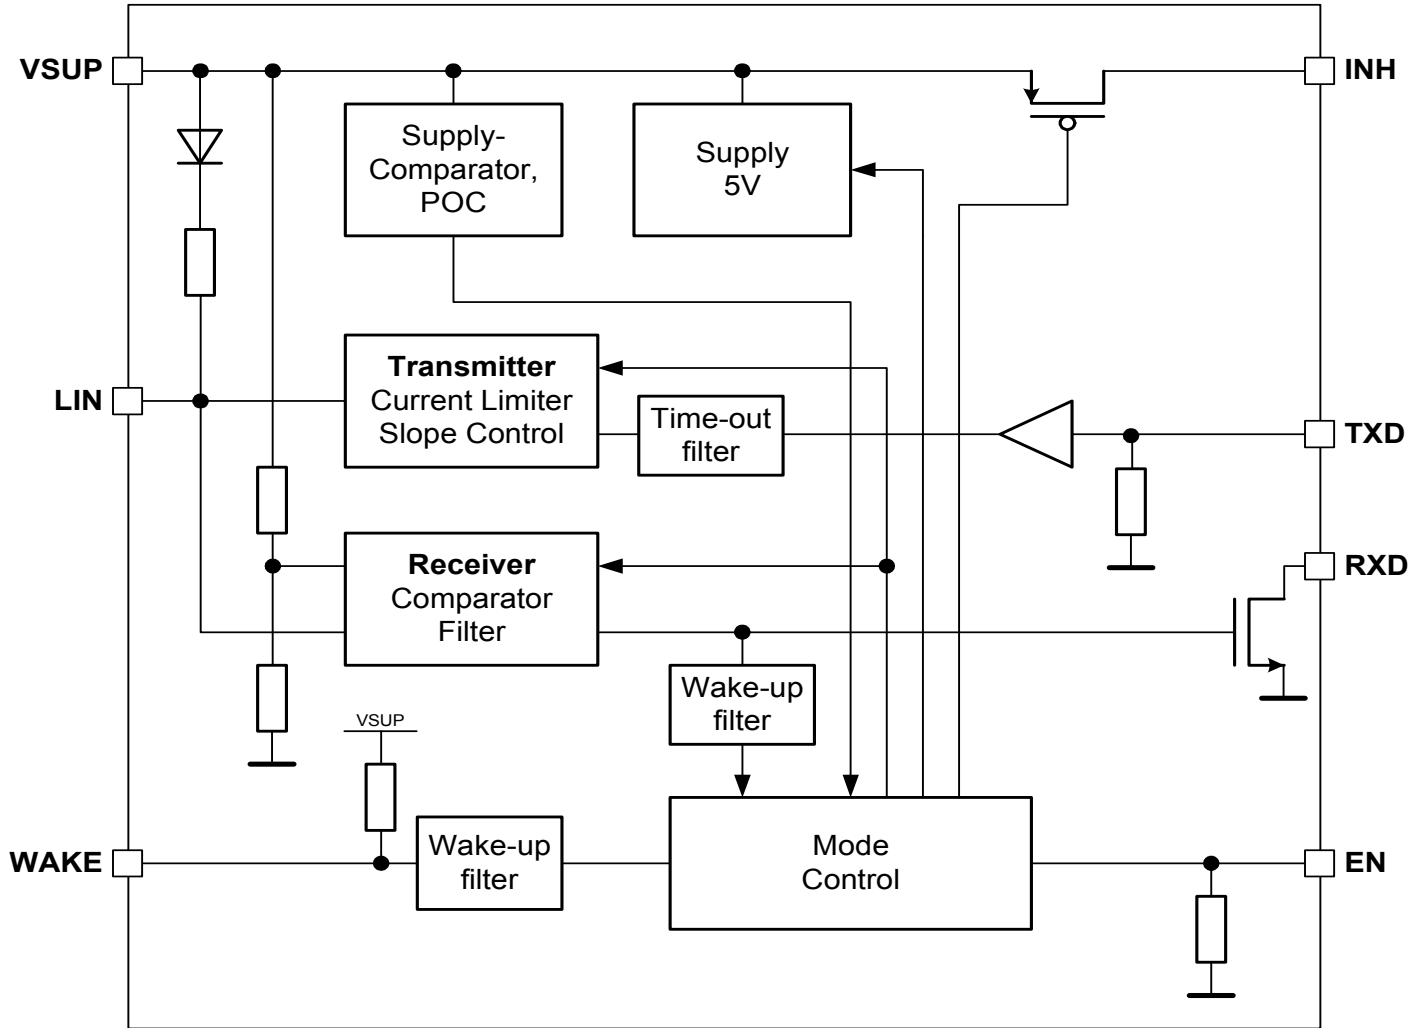 VSUP
INH
Supply-
Comparator,
POC
Supply
5V
Transmitter
Current Limiter
Slope Control
LIN
Time-out
filter
TXD
Receiver
Comparator
Filter
RXD
Wake-up
filter
VSUP
WAKE
Wake-up
filter
Mode
Control
EN